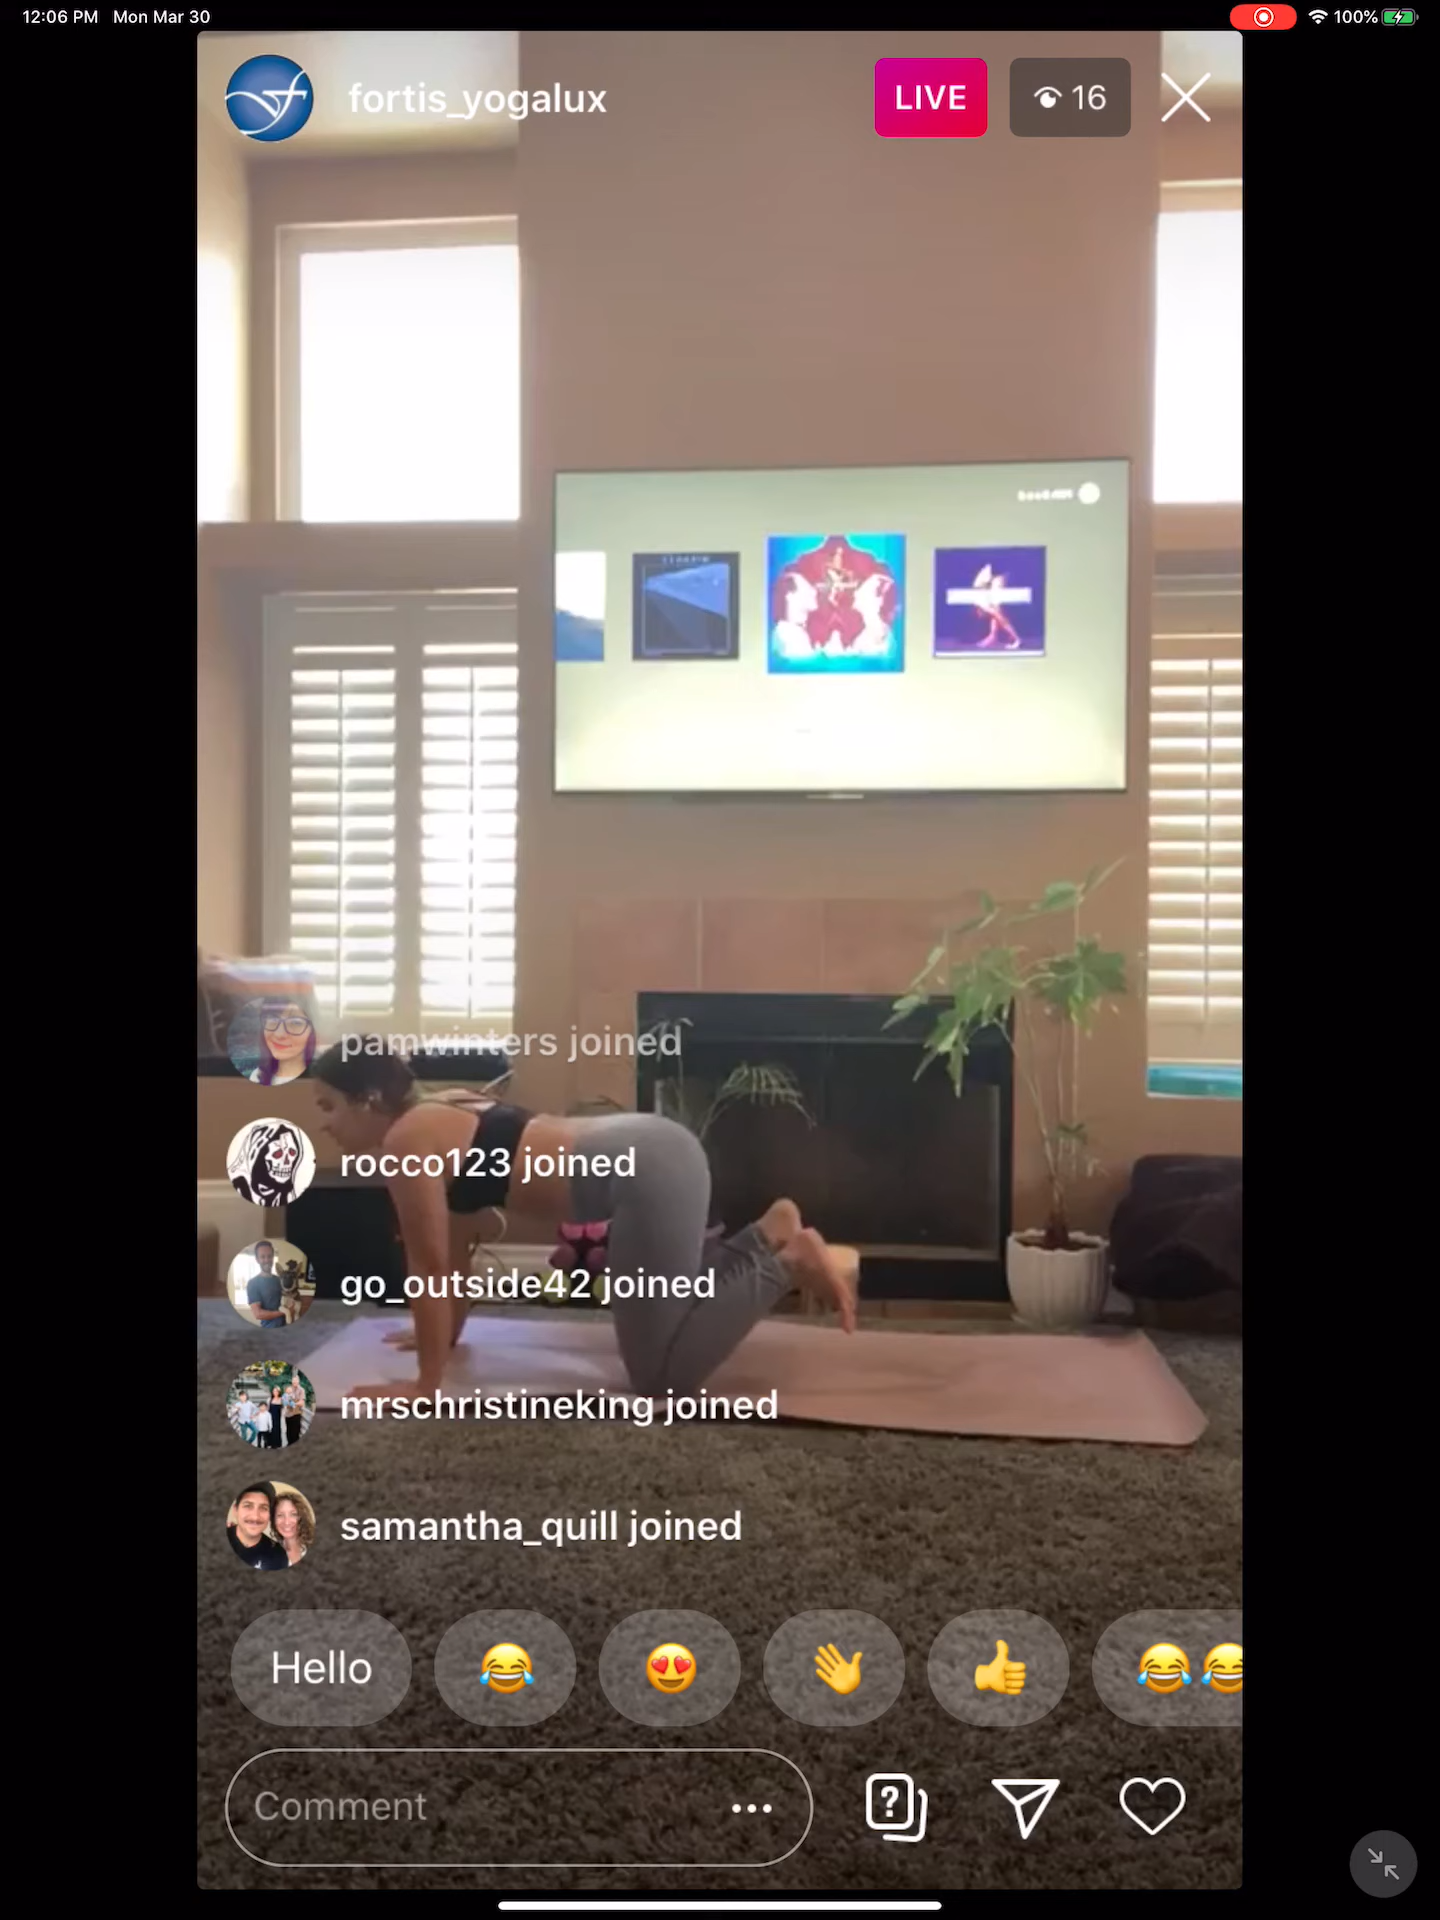 12:06 PM Mon Mar 30
100%
fortis_yogalux
LIVE
16
pamwinters joined
rocco123 joined
go_outside42 joined
mrschristineking joined
samantha_quill joined
Hello
Comment